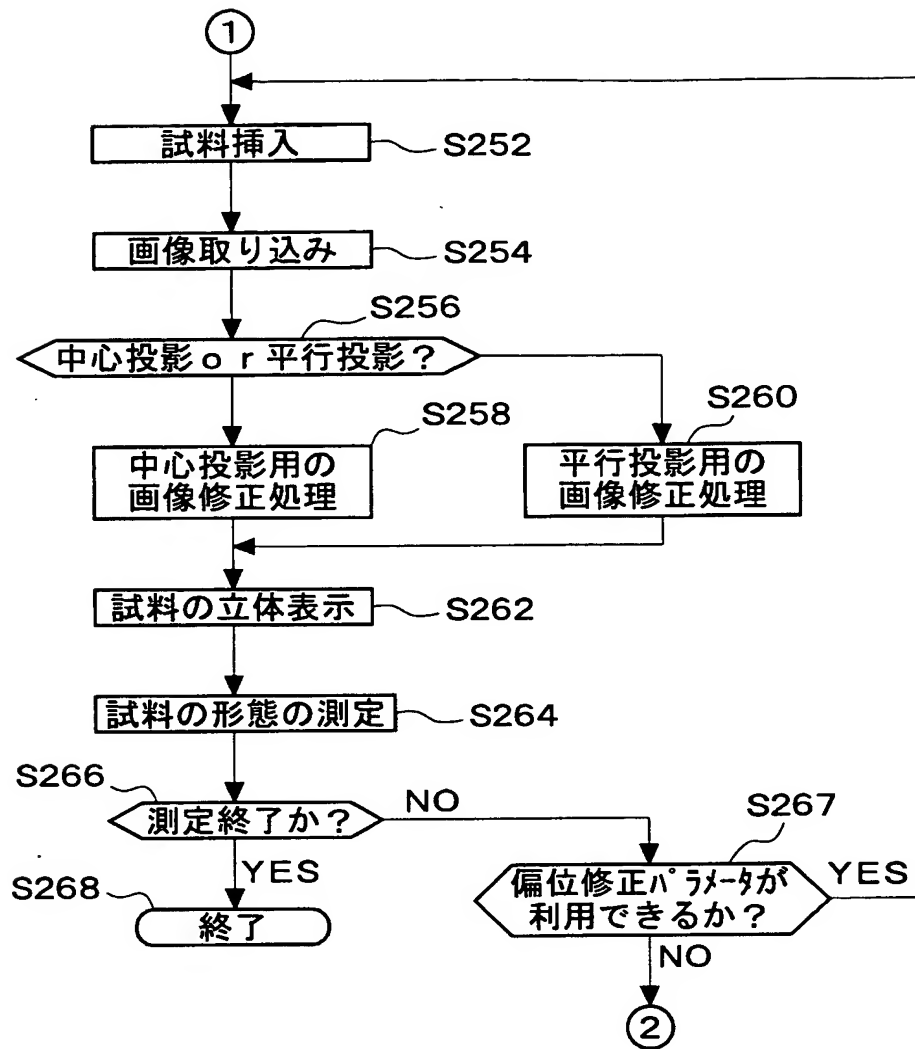 1
試料挿入
S252
画像取り込み
S254
S256
中心投影or平行投影?
S258
中心投影用の
画像修正処理
S260
平行投影用の
画像修正処理
試料の立体表示
S262
試料の形態の測定
S264
S266
測定終了か?
NO
YES
S267
偏位修正ﾊﾟﾗﾒｰﾀが
利用できるか?
YES
S268
終了
NO
2